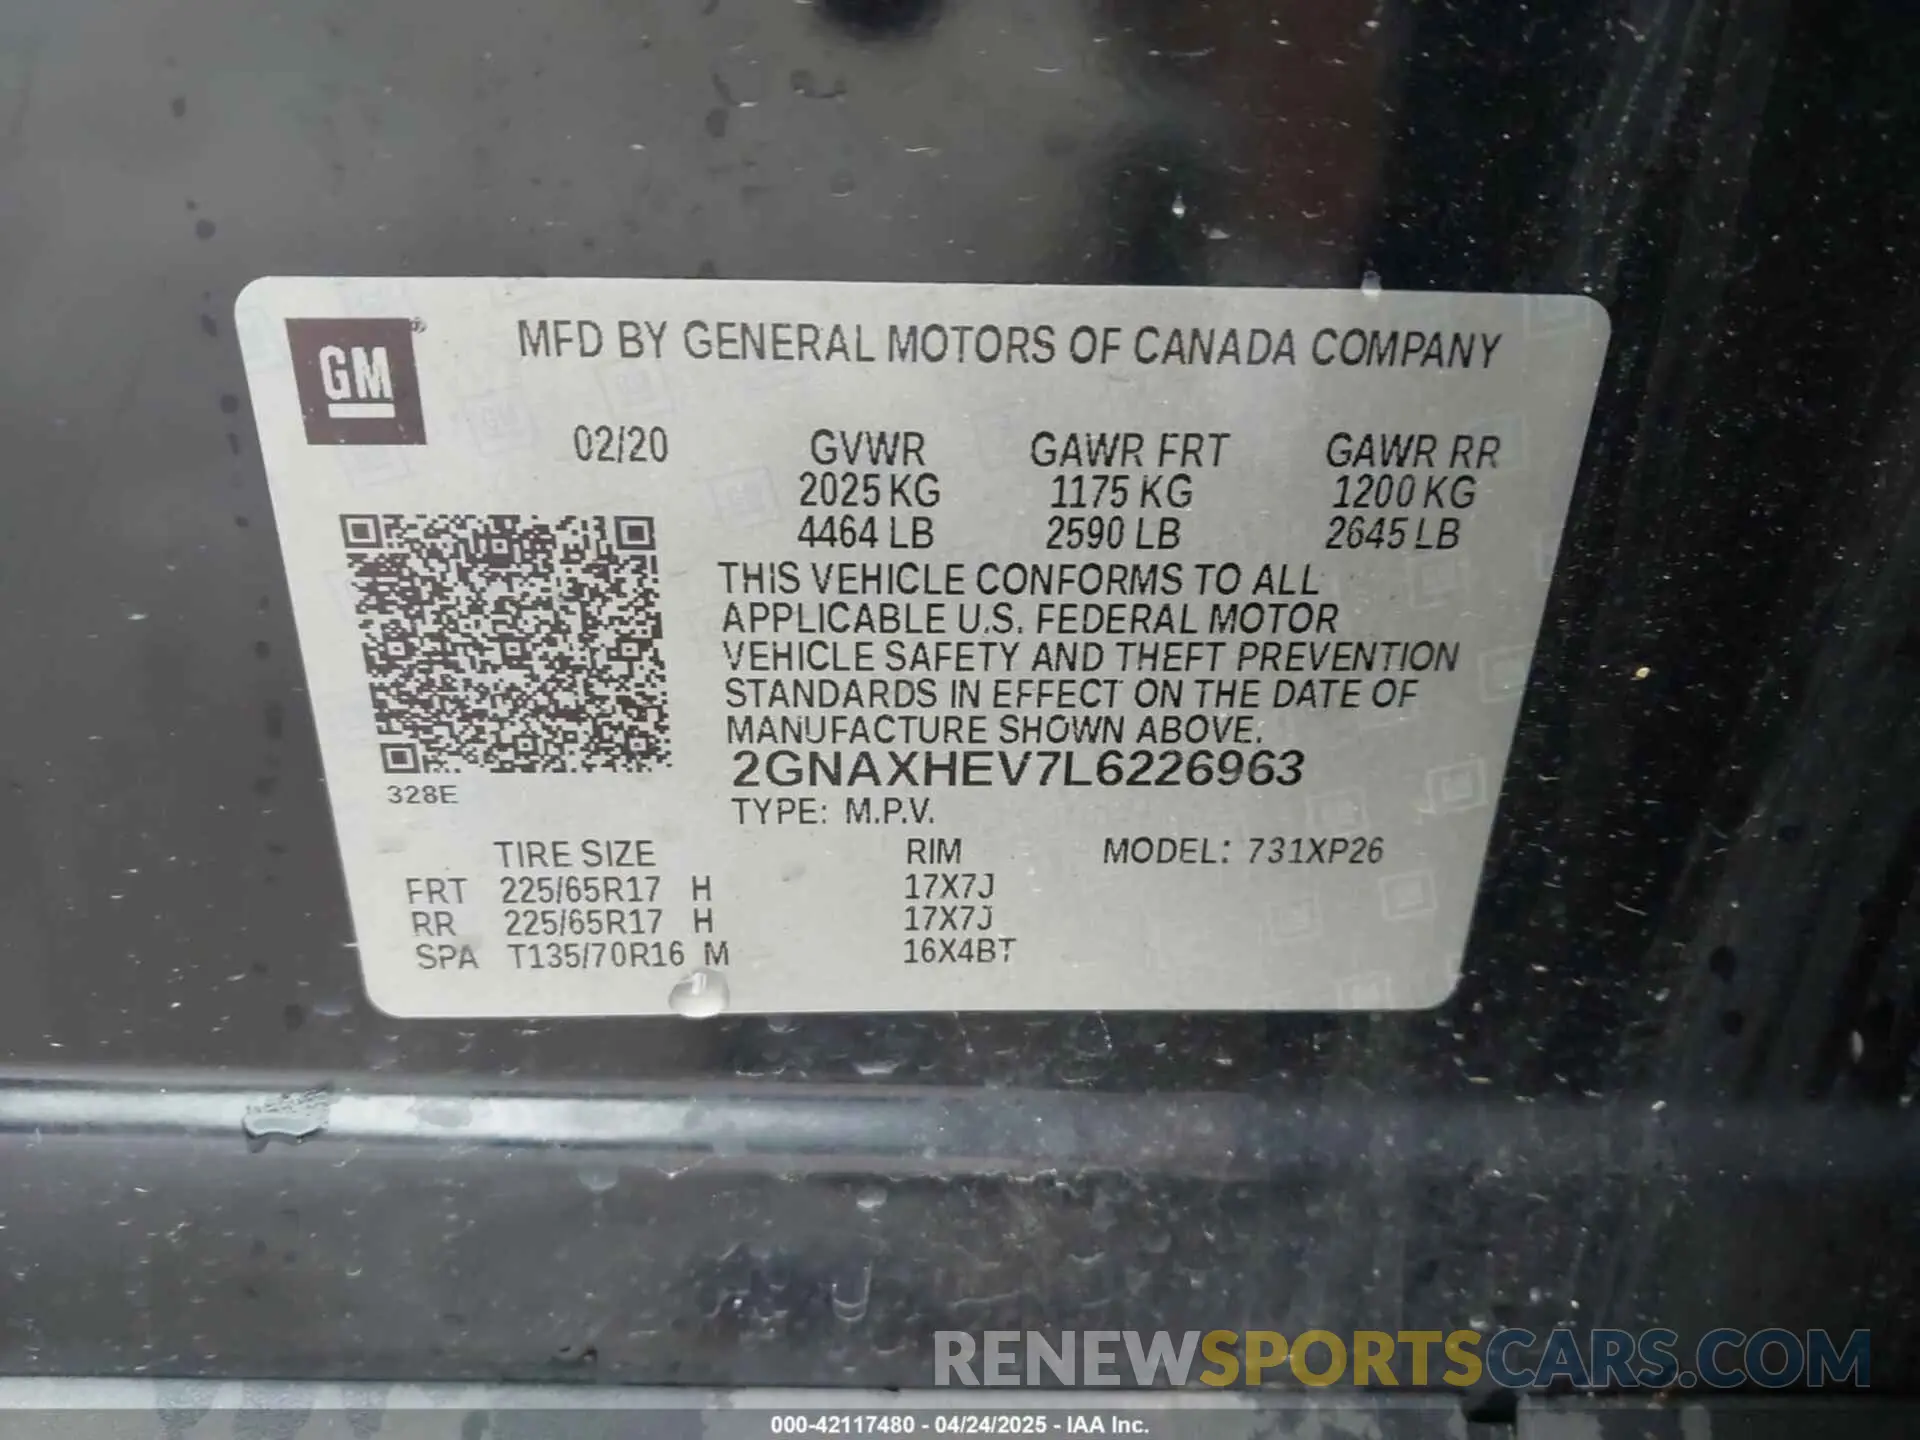 GM®
MFD BY GENERAL MOTORS OF CANADA COMPANY
02/20 GVWR GAWR FRT GAWR RR
2025 KG 1175 KG 1200 KG
4464 LB 2590 LB 2645 LB
THIS VEHICLE CONFORMS TO ALL
APPLICABLE U.S. FEDERAL MOTOR
VEHICLE SAFETY AND THEFT PREVENTION
STANDARDS IN EFFECT ON THE DATE OF
MANUFACTURE SHOWN ABOVE.
2GNAXHEV7L6226963
328E
TYPE: M.P.V.
TIRE SIZE RIM MODEL: 731XP26
FRT 225/65R17 H 17X7J
RR 225/65R17 H 17X7J
SPA T135/70R16 M 16X4BT
RENEWSPORTSCARS.COM
000-42117480 - 04/24/2025 - IAA Inc.